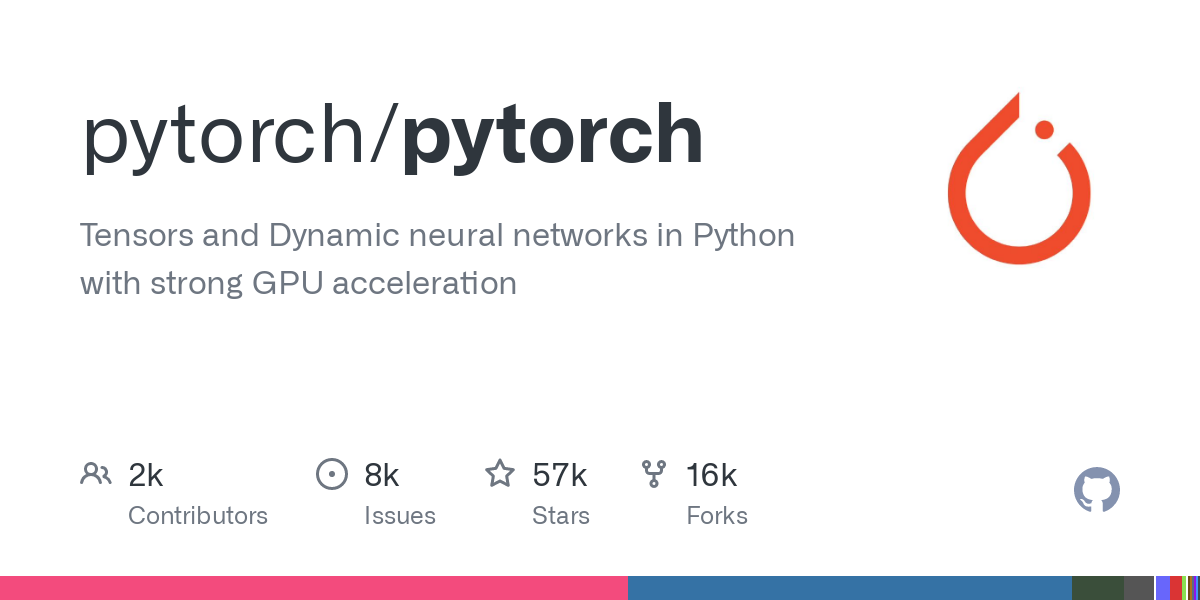 pytorch/pytorch
Tensors and Dynamic neural networks in Python
with strong GPU acceleration
2k
Contributors
8k
Issues
57k
Stars
16k
Forks